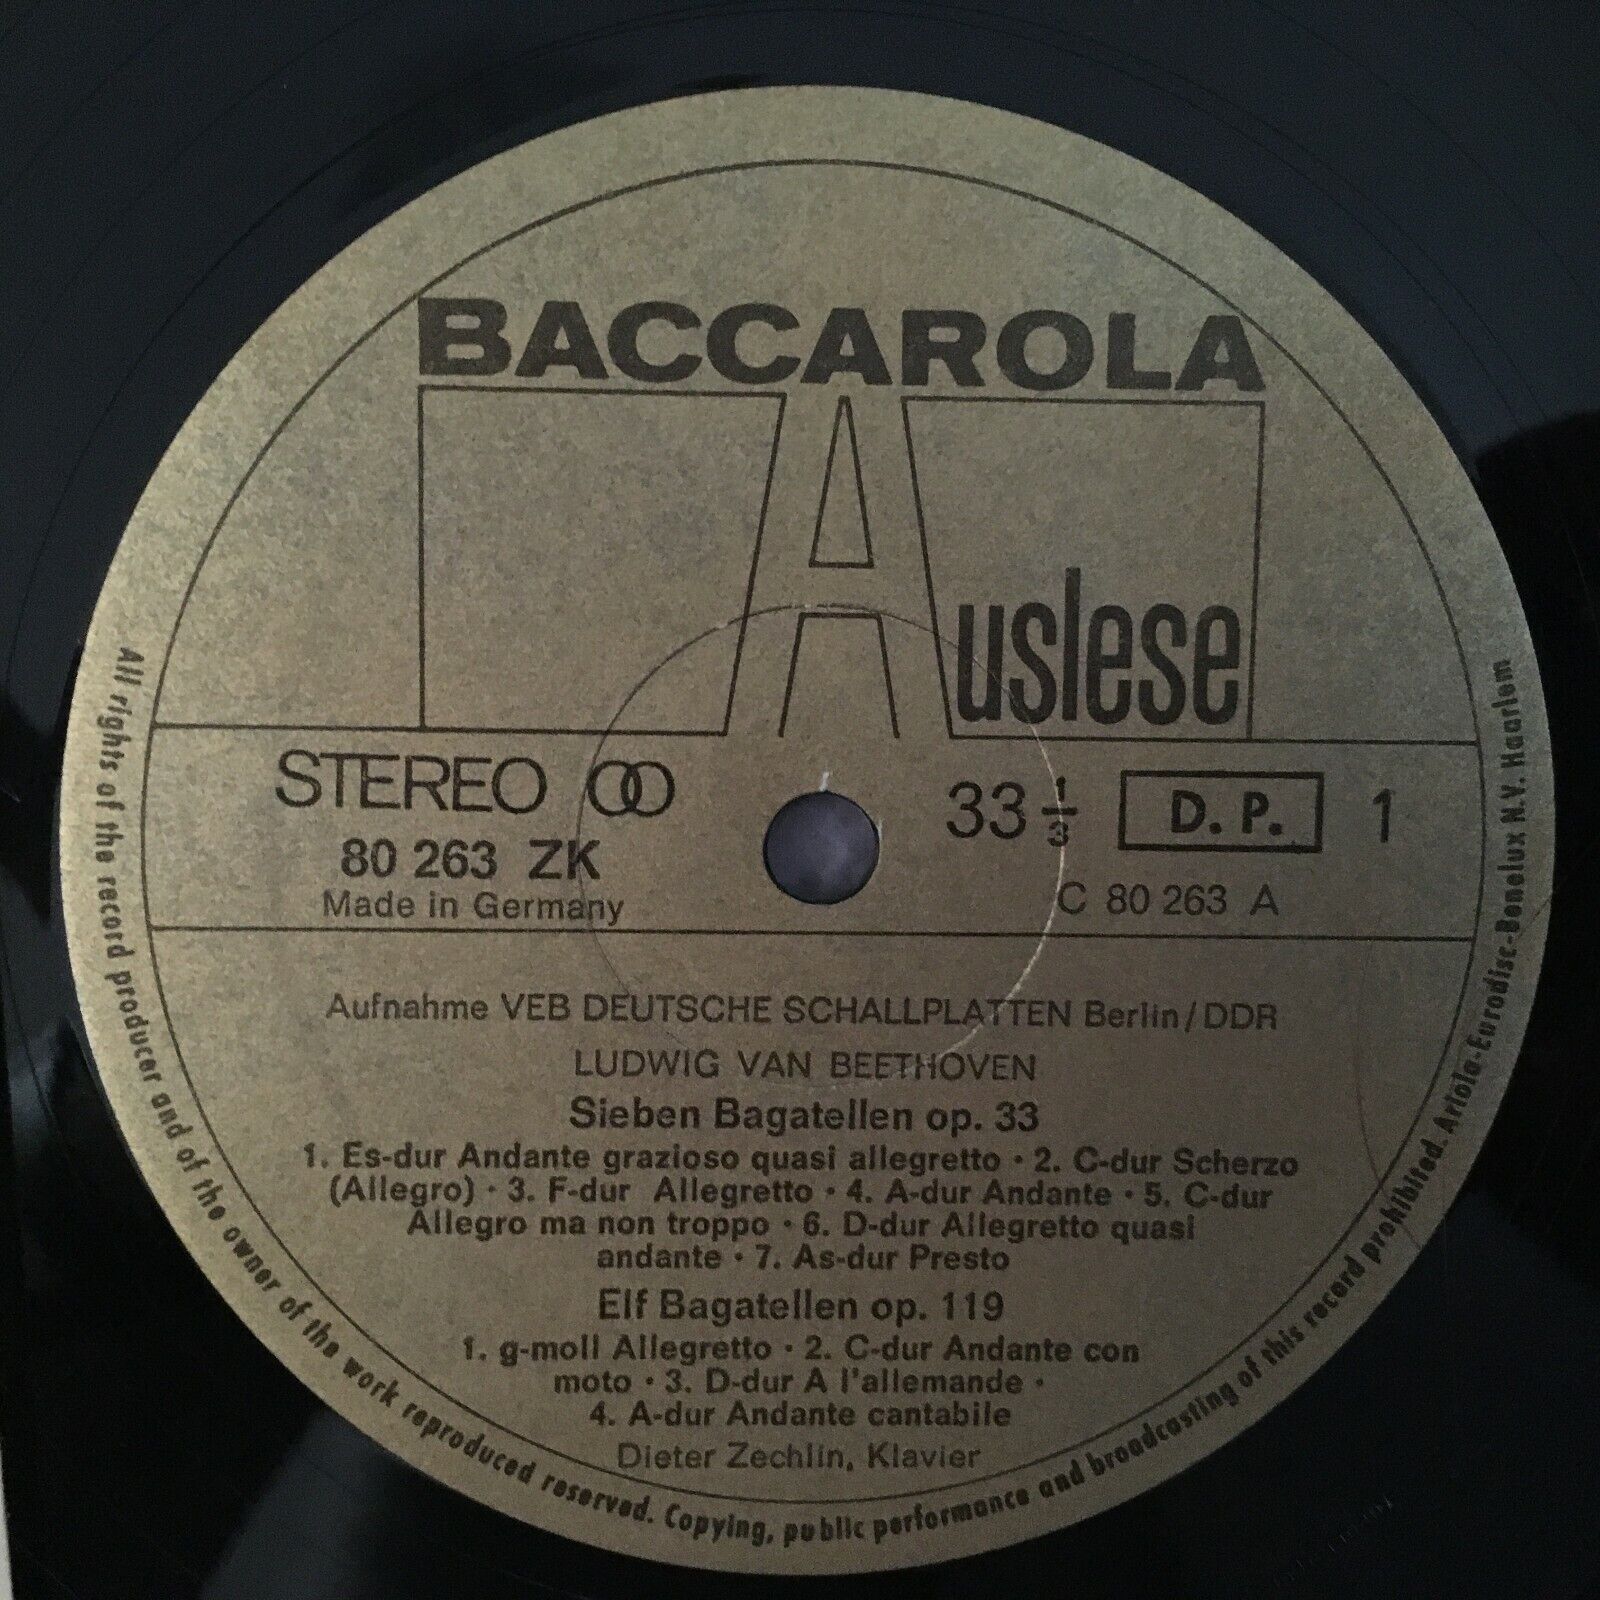 BACCAROLA
Auslese
STEREO
80 263 ZK
Made in Germany
33 1/3 D. P. 1
C 80 263 A
Aufnahme VEB DEUTSCHE SCHALLPLATTEN Berlin/DDR
LUDWIG VAN BEETHOVEN
Sieben Bagatellen op. 33
1. Es-dur Andante grazioso quasi allegretto · 2. C-dur Scherzo
(Allegro) · 3. F-dur Allegretto · 4. A-dur Andante · 5. C-dur
Allegro ma non troppo · 6. D-dur Allegretto quasi
andante · 7. As-dur Presto
Elf Bagatellen op. 119
1. g-moll Allegretto · 2. C-dur Andante con
moto · 3. D-dur A l'allemande ·
4. A-dur Andante cantabile
Dieter Zechlin, Klavier
All rights of the record producer and of the owner of the work reproduced reserved. Copying, public performance and broadcasting of this record prohibited. Ariola-Eurodisc-Benelux N.V. Haarlem